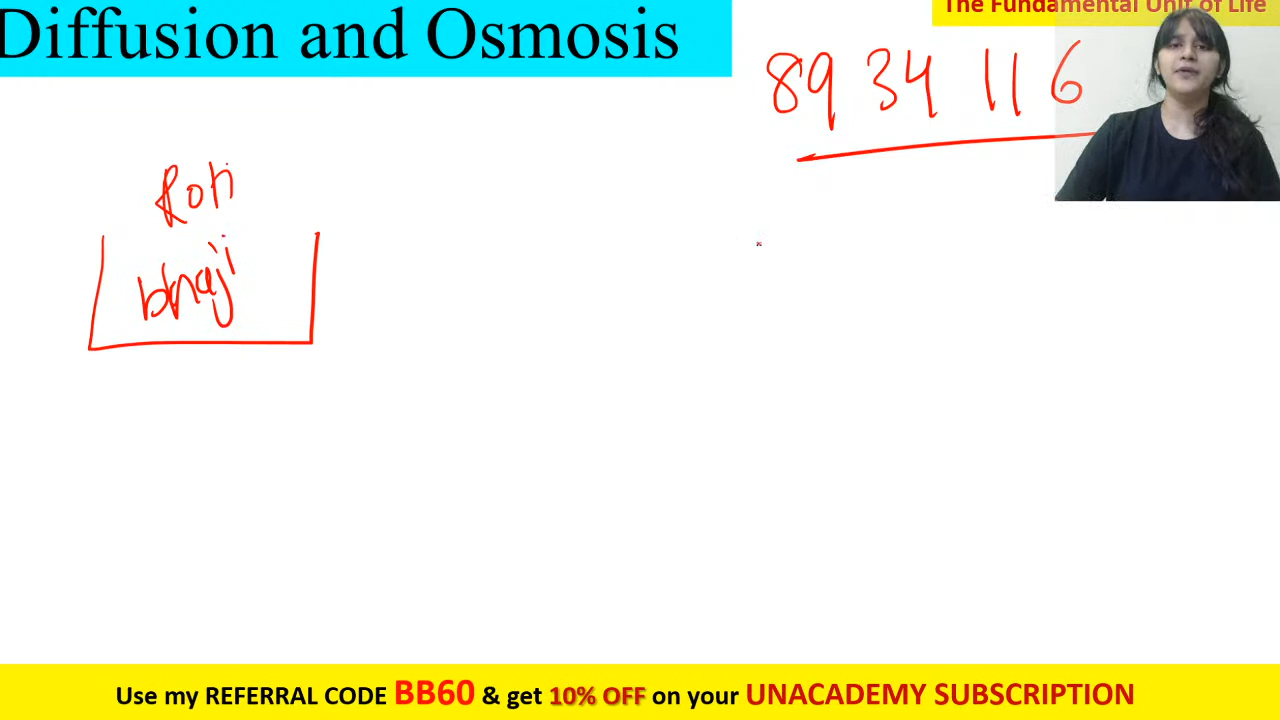 The Fundamental Unit of Life
Diffusion and Osmosis
89 34 11 6
Roti
bhaji
Use my REFERRAL CODE BB60 & get 10% OFF on your UNACADEMY SUBSCRIPTION